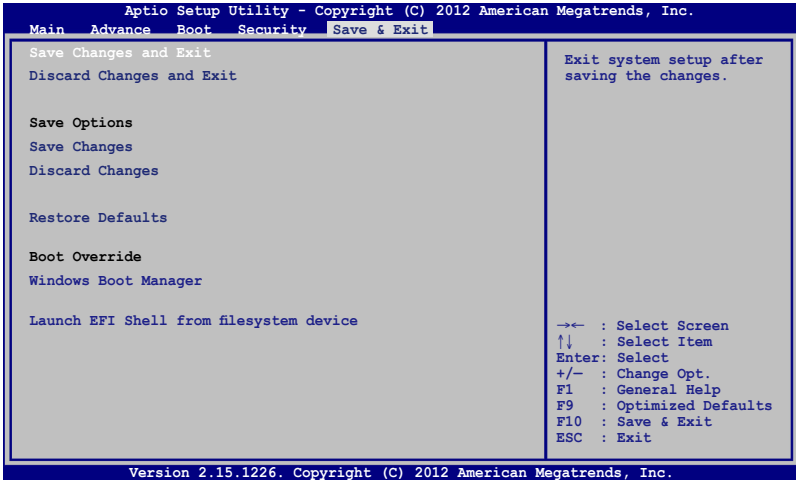 Aptio Setup Utility - Copyright (C) 2012 American Megatrends, Inc.
Main Advance Boot Security Save & Exit
Save Changes and Exit
Discard Changes and Exit
Save Options
Save Changes
Discard Changes
Restore Defaults
Boot Override
Windows Boot Manager
Launch EFI Shell from filesystem device
Exit system setup after
saving the changes.
→← : Select Screen
↑↓ : Select Item
Enter: Select
+/— : Change Opt.
F1 : General Help
F9 : Optimized Defaults
F10 : Save & Exit
ESC : Exit
Version 2.15.1226. Copyright (C) 2012 American Megatrends, Inc.